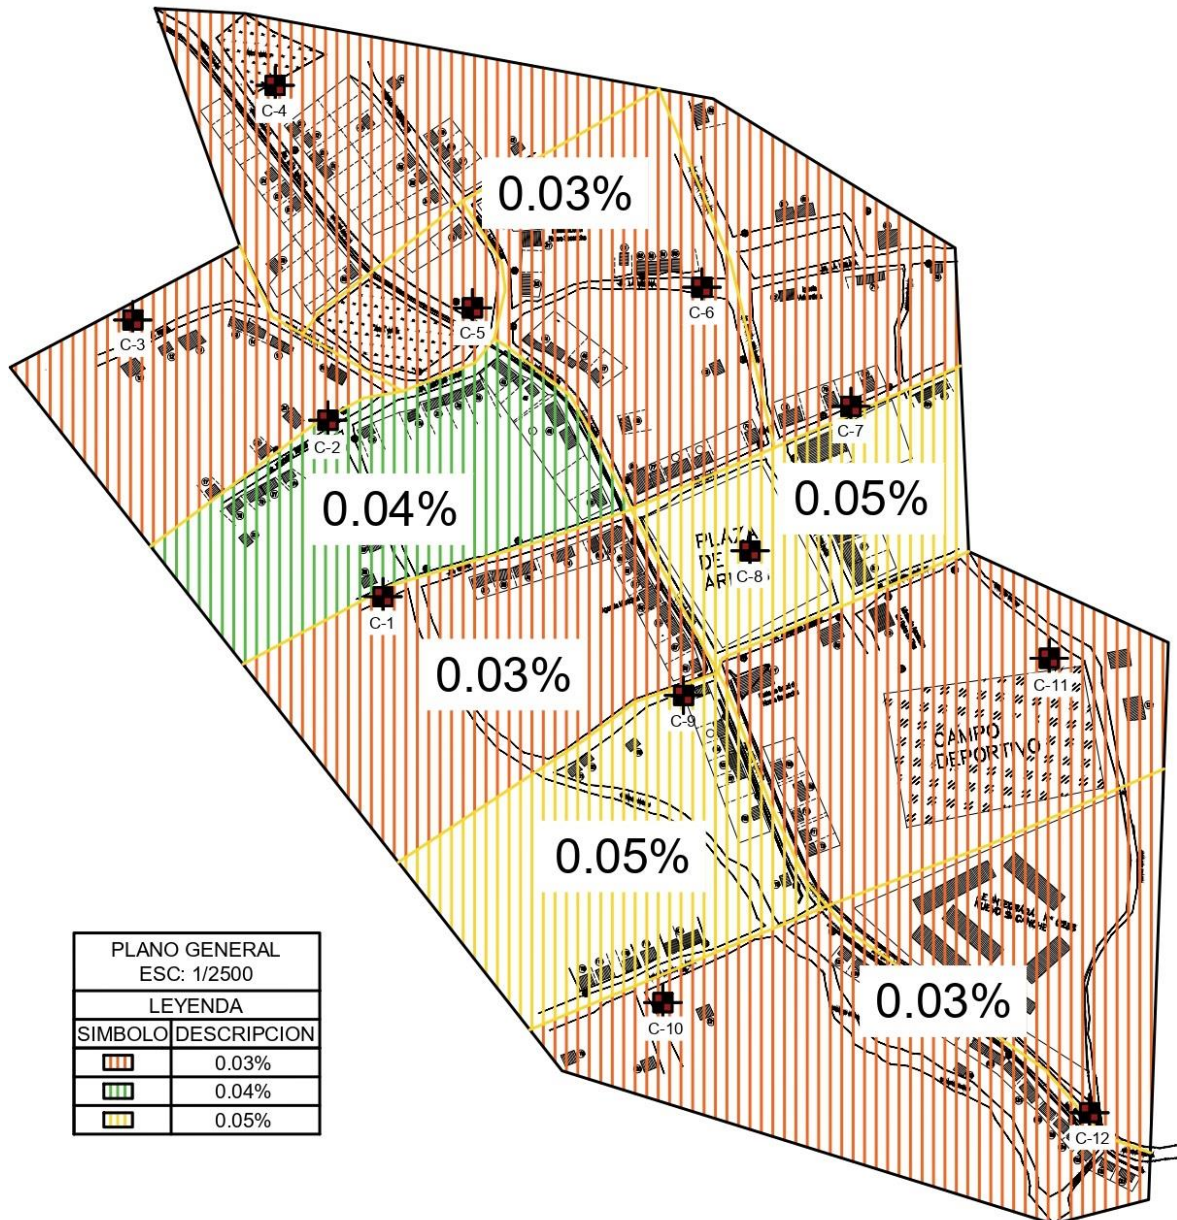 C-4
0.03%
C-6
C-3
C-5
C-7
C-2
0.04%
0.05%
PLAZA
DE
C-8
C-1
0.03%
C-11
C-9
CAMPO
DEPORTIVO
0.05%
0.03%
C-10
C-12
PLANO GENERAL
ESC: 1/2500
LEYENDA
SIMBOLO DESCRIPCION
0.03%
0.04%
0.05%